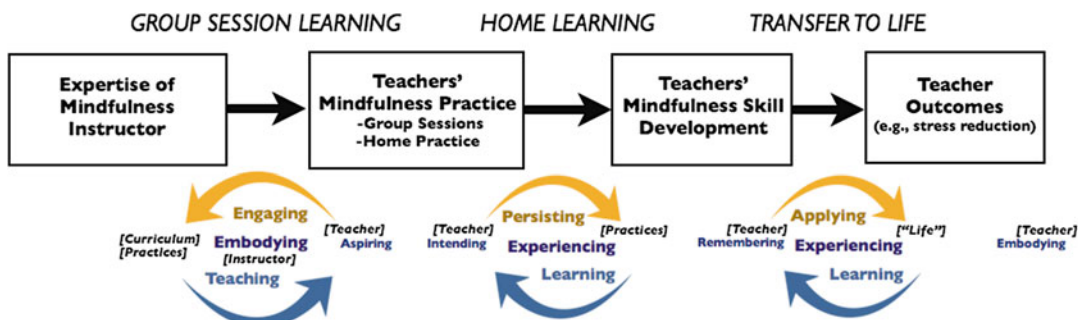 GROUP SESSION LEARNING
HOME LEARNING
TRANSFER TO LIFE
Expertise of
Mindfulness
Instructor
Teachers'
Mindfulness Practice
-Group Sessions
-Home Practice
Teachers'
Mindfulness Skill
Development
Teacher
Outcomes
(e.g., stress reduction)
Engaging
[Curriculum]
[Practices]
Embodying
[Instructor]
Teaching
[Teacher]
Aspiring
[Teacher]
Intending
Persisting
Experiencing
Learning
[Practices]
[Teacher]
Remembering
Applying
Experiencing
Learning
["Life"]
[Teacher]
Embodying